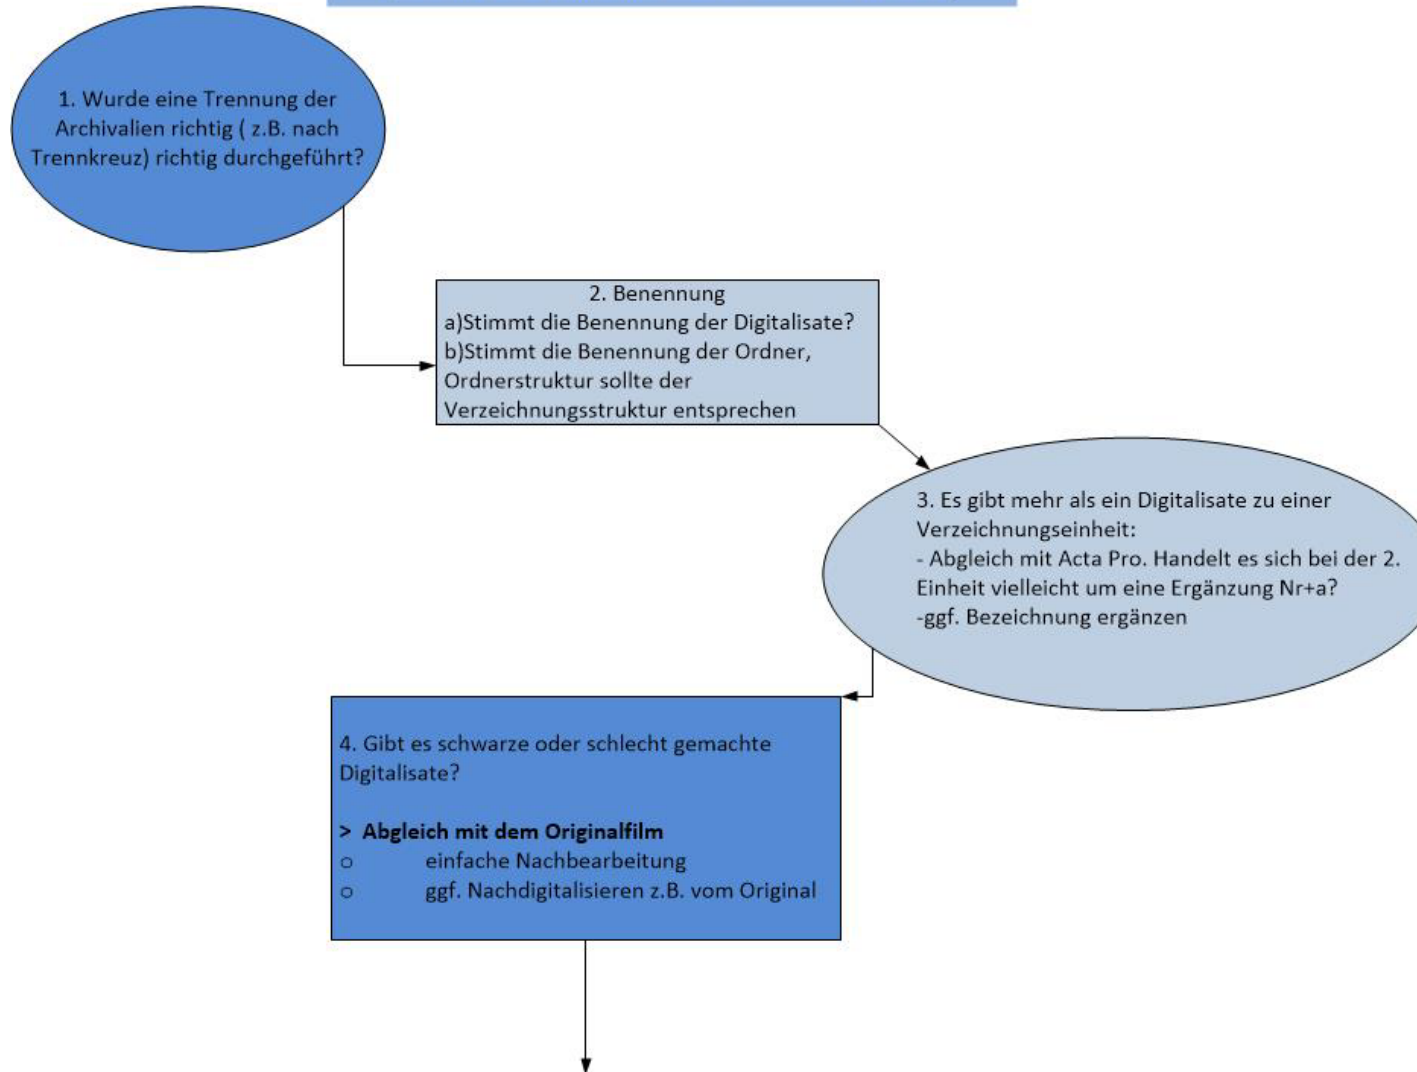 1. Wurde eine Trennung der
Archivalien richtig ( z.B. nach
Trennkreuz) richtig durchgeführt?
2. Benennung
a)Stimmt die Benennung der Digitalisate?
b)Stimmt die Benennung der Ordner,
Ordnerstruktur sollte der
Verzeichnungsstruktur entsprechen
3. Es gibt mehr als ein Digitalisate zu einer
Verzeichnungseinheit:
- Abgleich mit Acta Pro. Handelt es sich bei der 2.
Einheit vielleicht um eine Ergänzung Nr+a?
-ggf. Bezeichnung ergänzen
4. Gibt es schwarze oder schlecht gemachte
Digitalisate?
> Abgleich mit dem Originalfilm
o einfache Nachbearbeitung
o ggf. Nachdigitalisieren z.B. vom Original